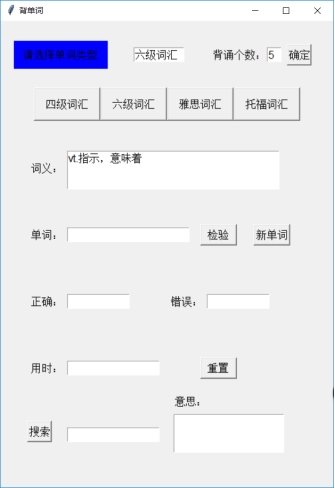 背单词
请选择单词类型
六级词汇
背诵个数： 5 确定
四级词汇 六级词汇 雅思词汇 托福词汇
词义： vt.指示，意味着
单词： 检验 新单词
正确： 错误：
用时： 重置
意思：
搜索